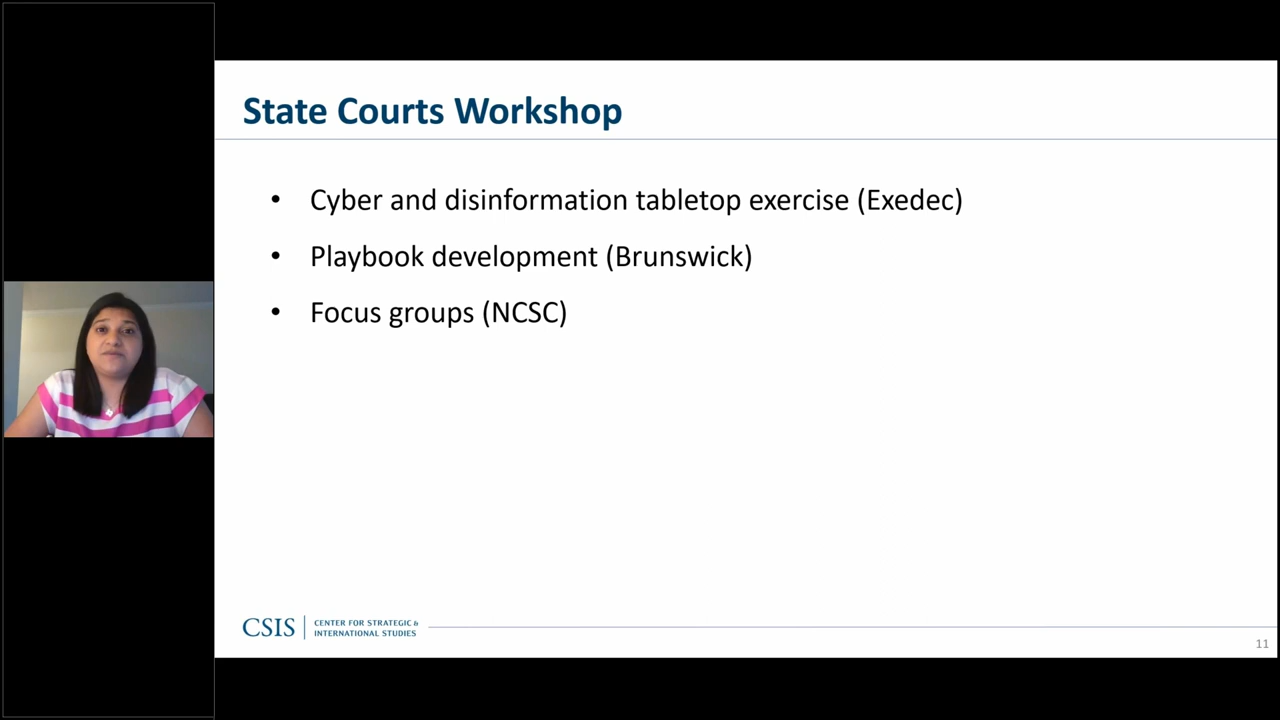 State Courts Workshop
• Cyber and disinformation tabletop exercise (Exedec)
• Playbook development (Brunswick)
• Focus groups (NCSC)
CSIS | CENTER FOR STRATEGIC &
INTERNATIONAL STUDIES
11